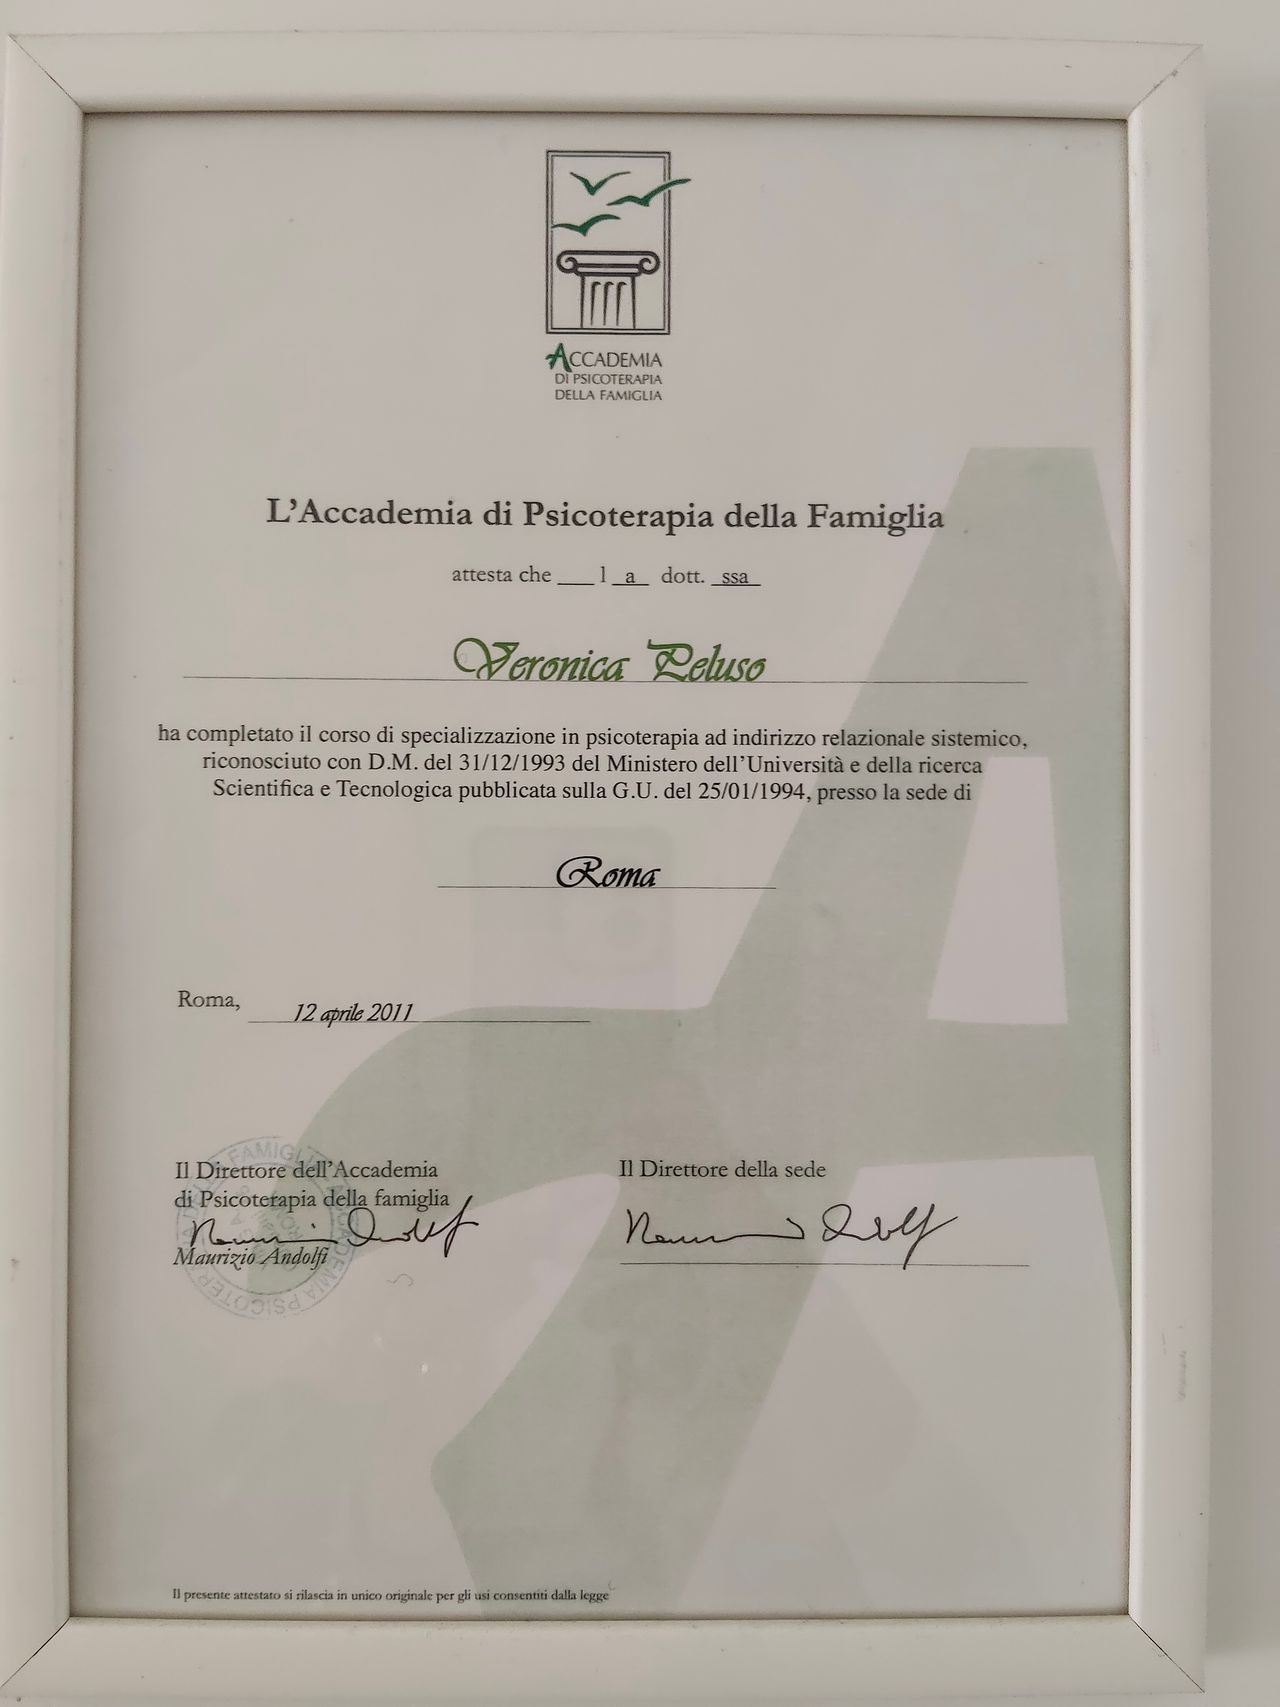 ACCADEMIA
DI PSICOTERAPIA
DELLA FAMIGLIA
L'Accademia di Psicoterapia della Famiglia
attesta che ___ l a dott. ssa
Veronica Peluso
ha completato il corso di specializzazione in psicoterapia ad indirizzo relazionale sistemico,
riconosciuto con D.M. del 31/12/1993 del Ministero dell'Università e della ricerca
Scientifica e Tecnologica pubblicata sulla G.U. del 25/01/1994, presso la sede di
Roma
Roma, 12 aprile 2011
Il Direttore dell'Accademia
di Psicoterapia della famiglia
Maurizio Andolfi
Il Direttore della sede
Il presente attestato si rilascia in unico originale per gli usi consentiti dalla legge